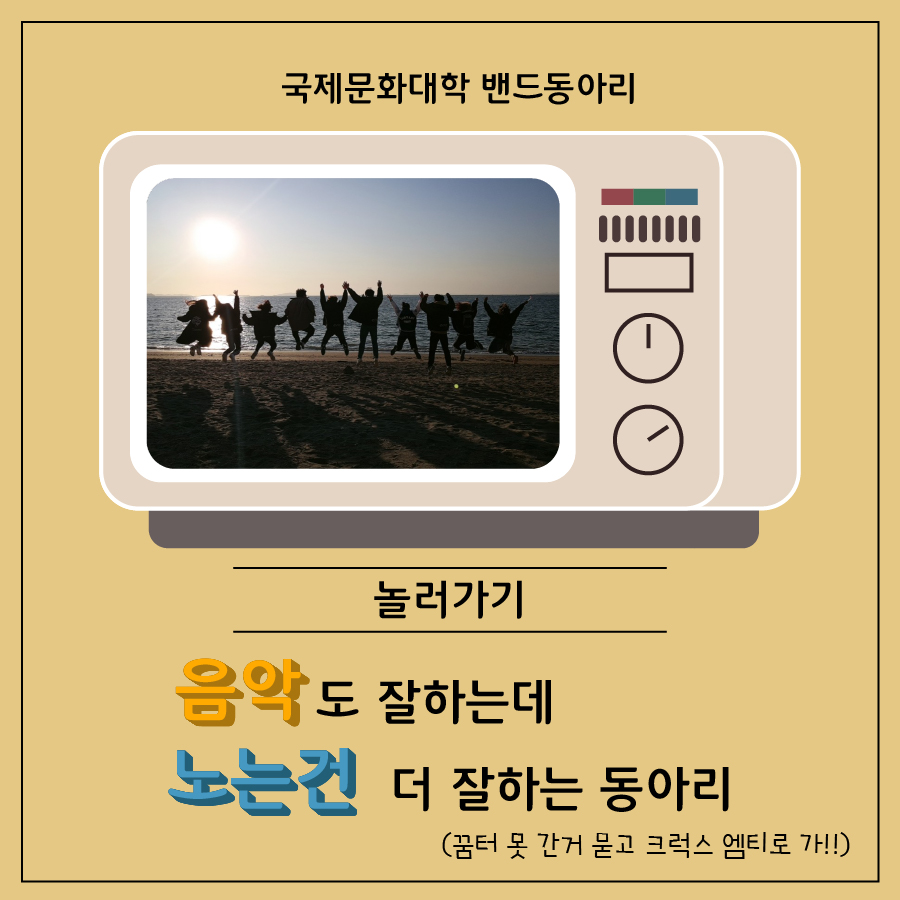 국제문화대학 밴드동아리
놀러가기
음악도 잘하는데
노는건 더 잘하는 동아리
(꿈터 못 간거 묻고 크럭스 엠티로 가!!)